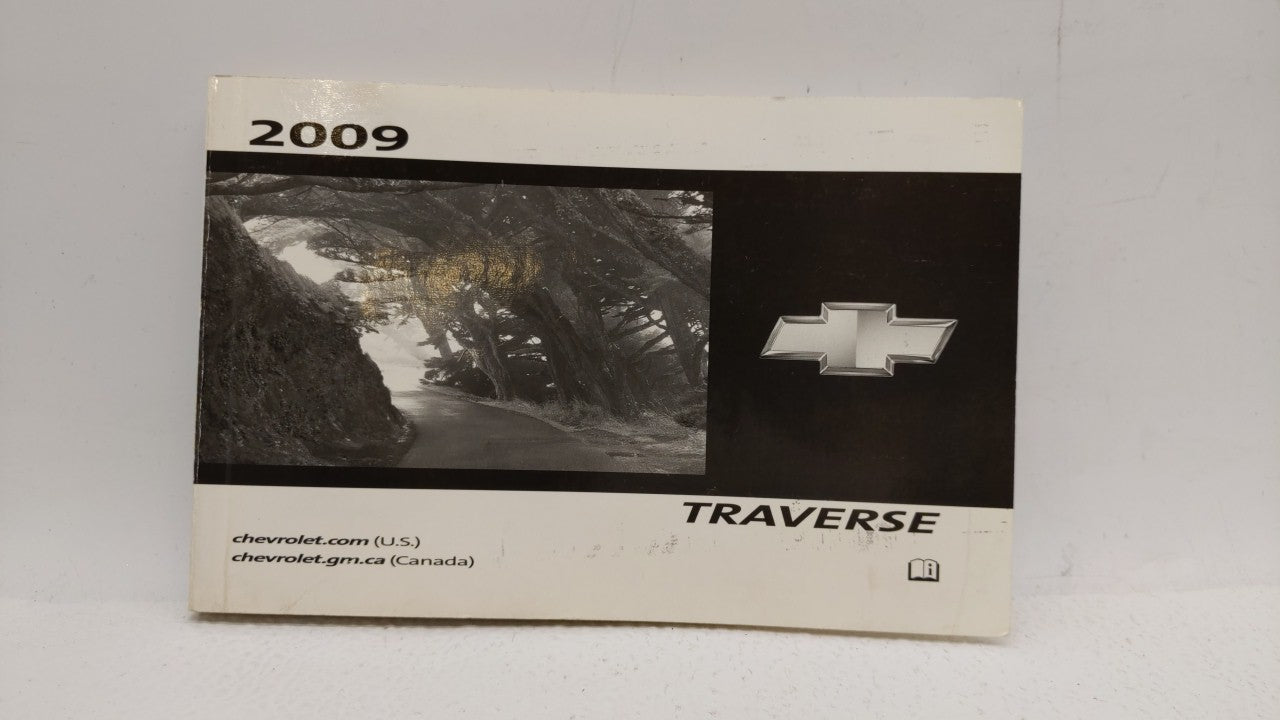 2009
TRAVERSE
chevrolet.com (U.S.)
chevrolet.gm.ca (Canada)
i